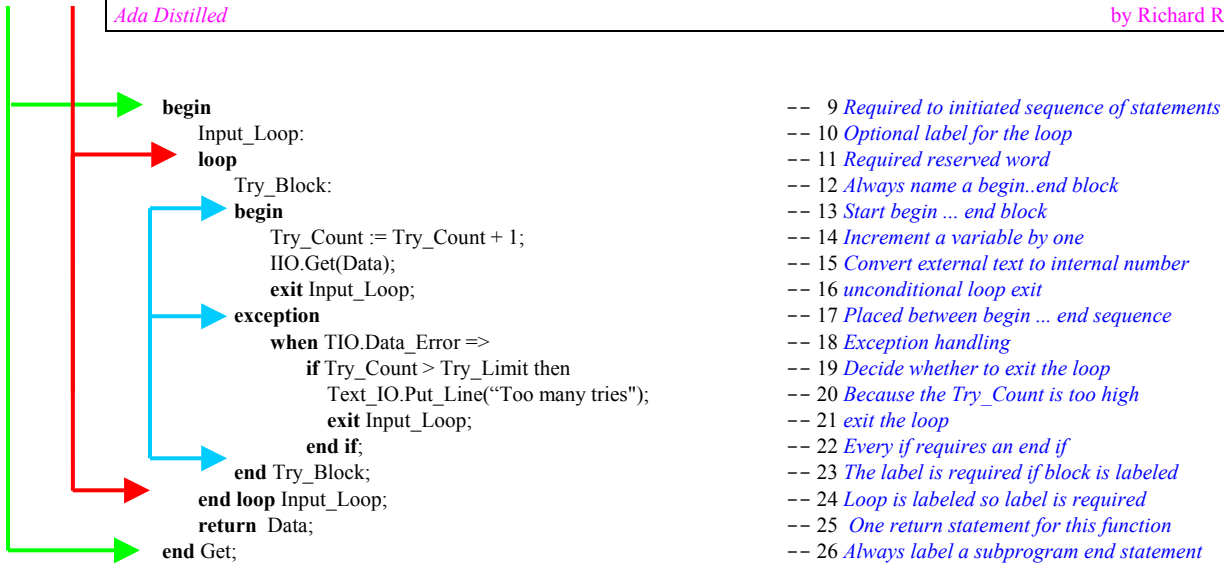 Ada Distilled by Richard R
begin -- 9 Required to initiated sequence of statements
Input_Loop: -- 10 Optional label for the loop
loop -- 11 Required reserved word
Try_Block: -- 12 Always name a begin..end block
begin -- 13 Start begin ... end block
Try_Count := Try_Count + 1; -- 14 Increment a variable by one
IIO.Get(Data); -- 15 Convert external text to internal number
exit Input_Loop; -- 16 unconditional loop exit
exception -- 17 Placed between begin ... end sequence
when TIO.Data_Error => -- 18 Exception handling
if Try_Count > Try_Limit then -- 19 Decide whether to exit the loop
Text_IO.Put_Line(“Too many tries"); -- 20 Because the Try_Count is too high
exit Input_Loop; -- 21 exit the loop
end if; -- 22 Every if requires an end if
end Try_Block; -- 23 The label is required if block is labeled
end loop Input_Loop; -- 24 Loop is labeled so label is required
return Data; -- 25 One return statement for this function
end Get; -- 26 Always label a subprogram end statement